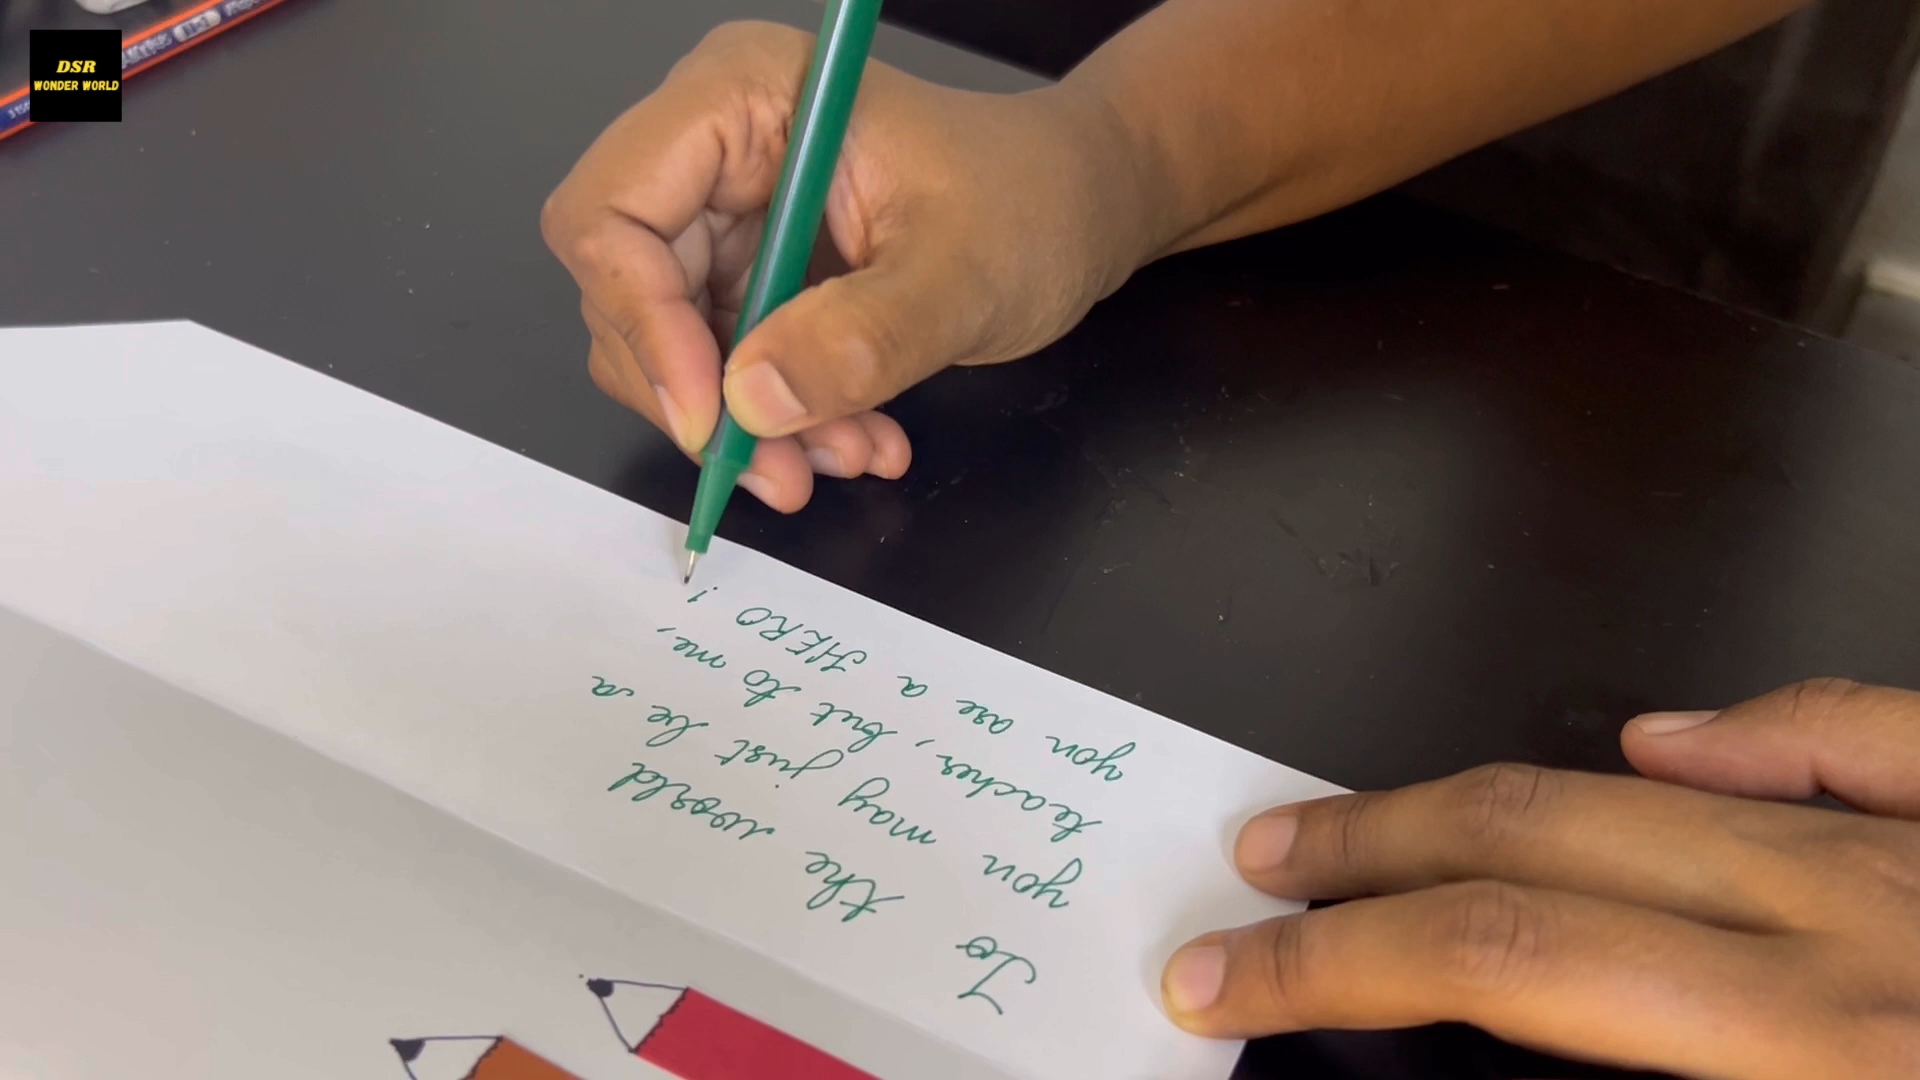 DSR
WONDER WORLD
To the world
you may just be a
teacher, but to me,
you are a HERO!